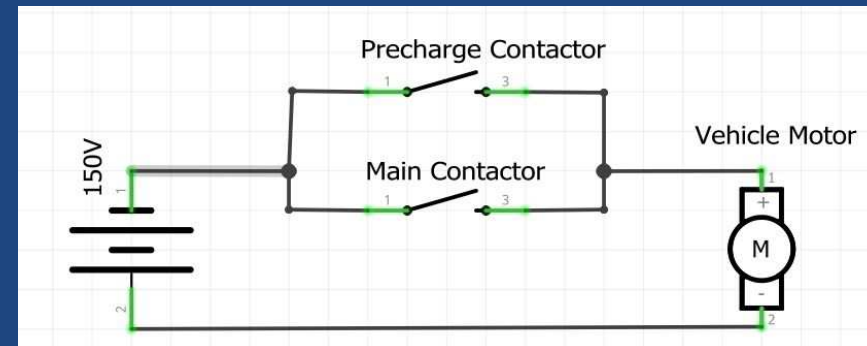 Precharge Contactor
1 3
150V
Vehicle Motor
Main Contactor
1
1
1 3
+
M
-
2
2